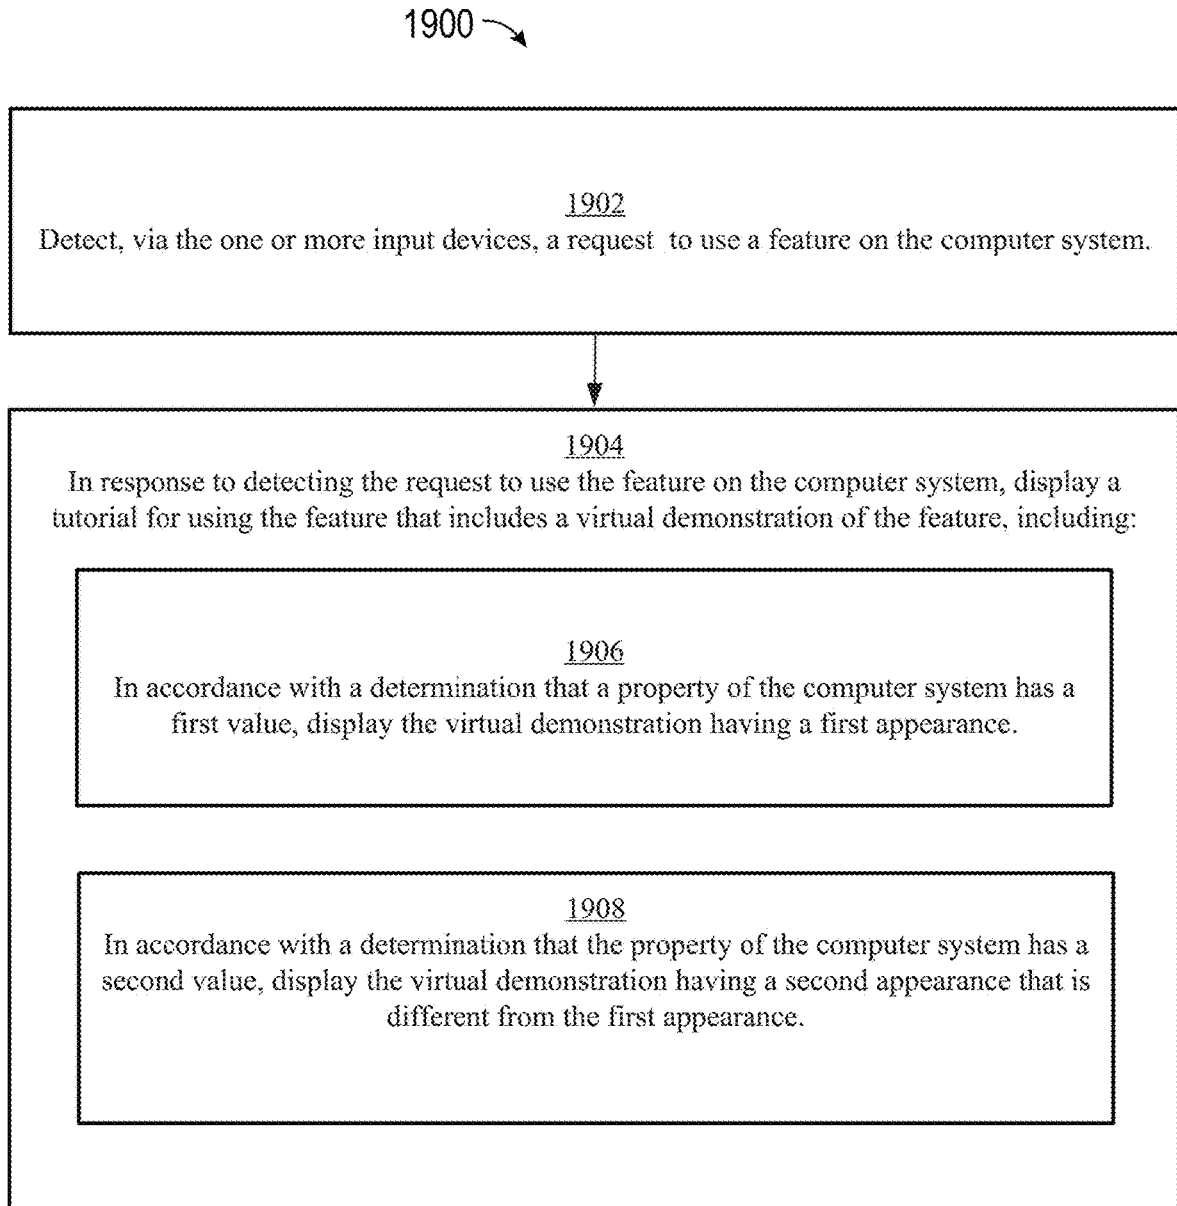 1900
1902
Detect, via the one or more input devices, a request to use a feature on the computer system.
1904
In response to detecting the request to use the feature on the computer system, display a
tutorial for using the feature that includes a virtual demonstration of the feature, including:
1906
In accordance with a determination that a property of the computer system has a
first value, display the virtual demonstration having a first appearance.
1908
In accordance with a determination that the property of the computer system has a
second value, display the virtual demonstration having a second appearance that is
different from the first appearance.